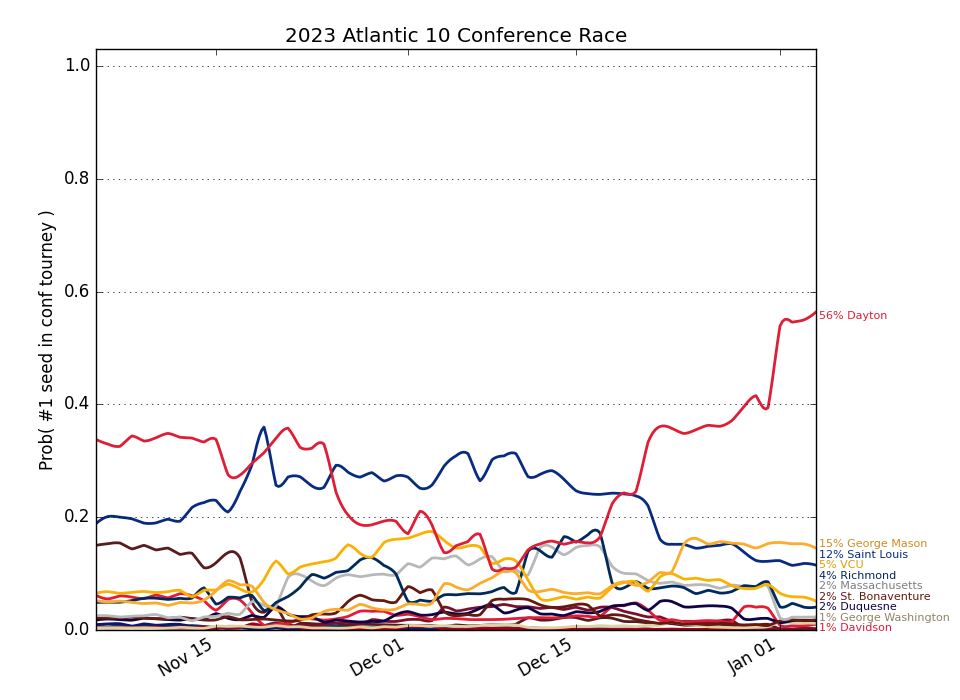 2023 Atlantic 10 Conference Race
Prob( #1 seed in conf tourney )
1.0
0.8
0.6
0.4
0.2
0.0
Nov 15
Dec 01
Dec 15
Jan 01
56% Dayton
15% George Mason
12% Saint Louis
5% VCU
4% Richmond
2% Massachusetts
2% St. Bonaventure
2% Duquesne
1% George Washington
1% Davidson